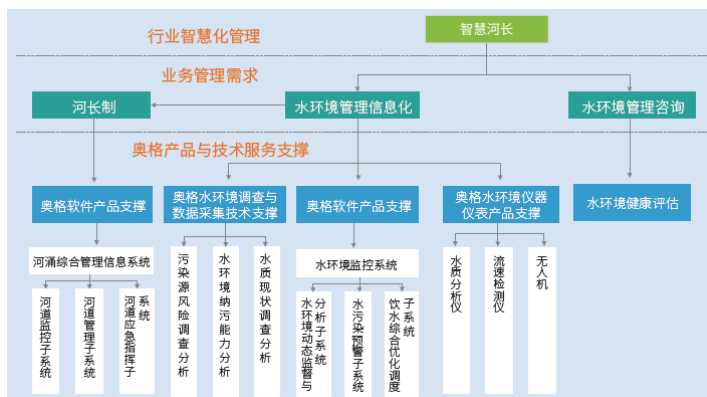 行业智慧化管理
智慧河长
业务管理需求
河长制
水环境管理信息化
水环境管理咨询
奥格产品与技术服务支撑
奥格软件产品支撑
奥格水环境调查与
数据采集技术支撑
奥格软件产品支撑
奥格水环境仪器
仪表产品支撑
水环境健康评估
河涌综合管理信息系统
水环境监控系统
河道监控子系统
河道管理子系统
河道应急指挥子
系统
污染源风险调查分析
水环境纳污能力分析
水质现状调查分析
水环境动态监督与
分析子系统
水污染预警子系统
饮水综合优化调度
子系统
水质分析仪
流速检测仪
无人机